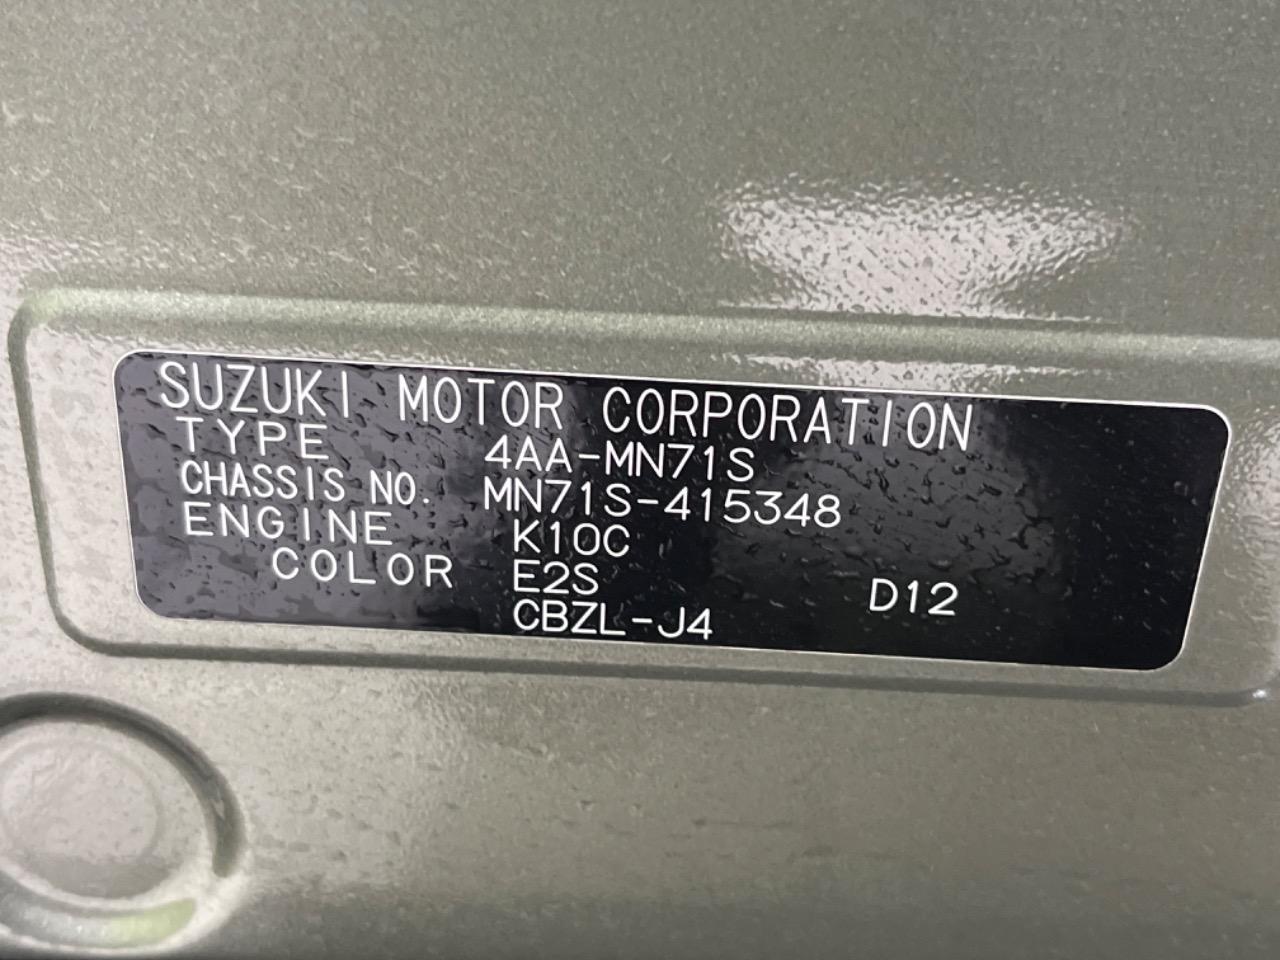 SUZUKI MOTOR CORPORATION
TYPE 4AA-MN71S
CHASSIS NO. MN71S-415348
ENGINE K10C
COLOR E2S D12
CBZL-J4